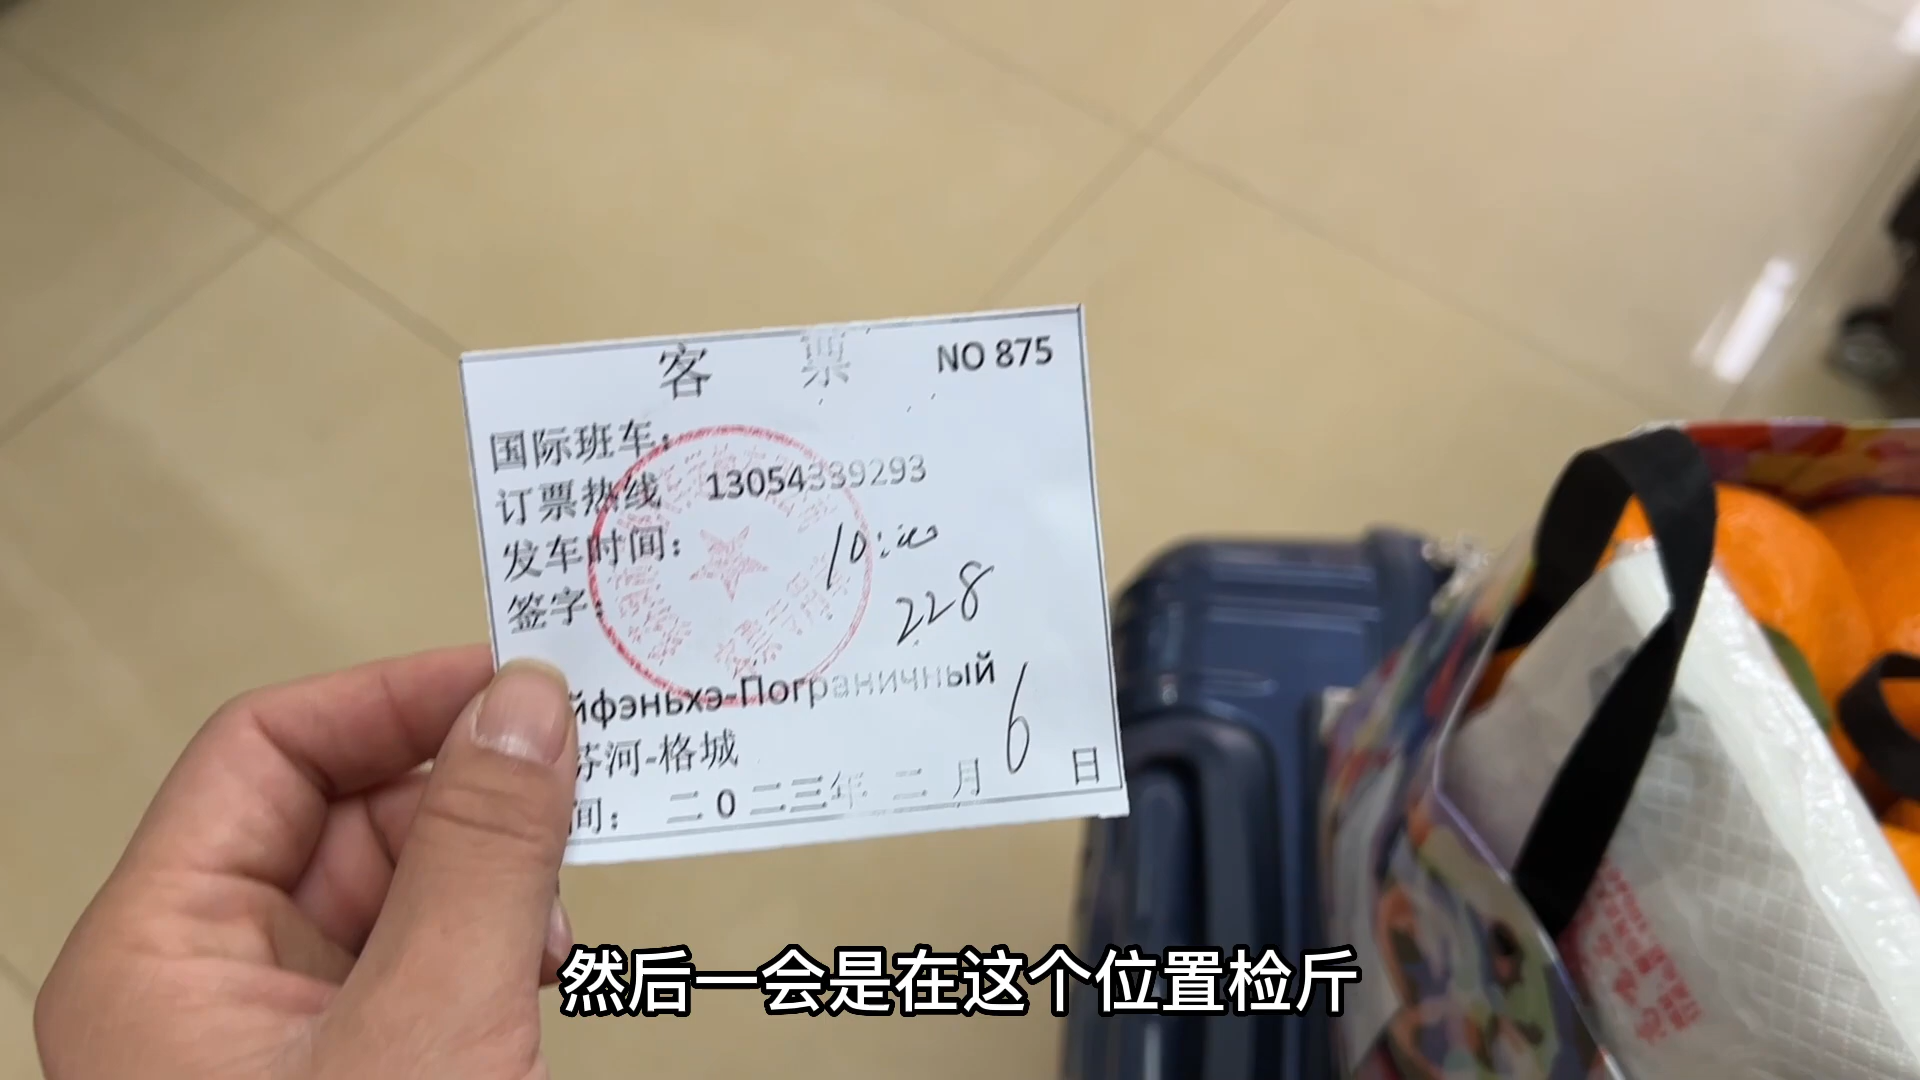 客 票 NO 875
国际班车：
订票热线 13054339293
发车时间： 10:00
签字： 228
йфэньхэ-Пограничный
芬河-格城
间： 二0二三年 二 月 6 日
然后一会是在这个位置检斤